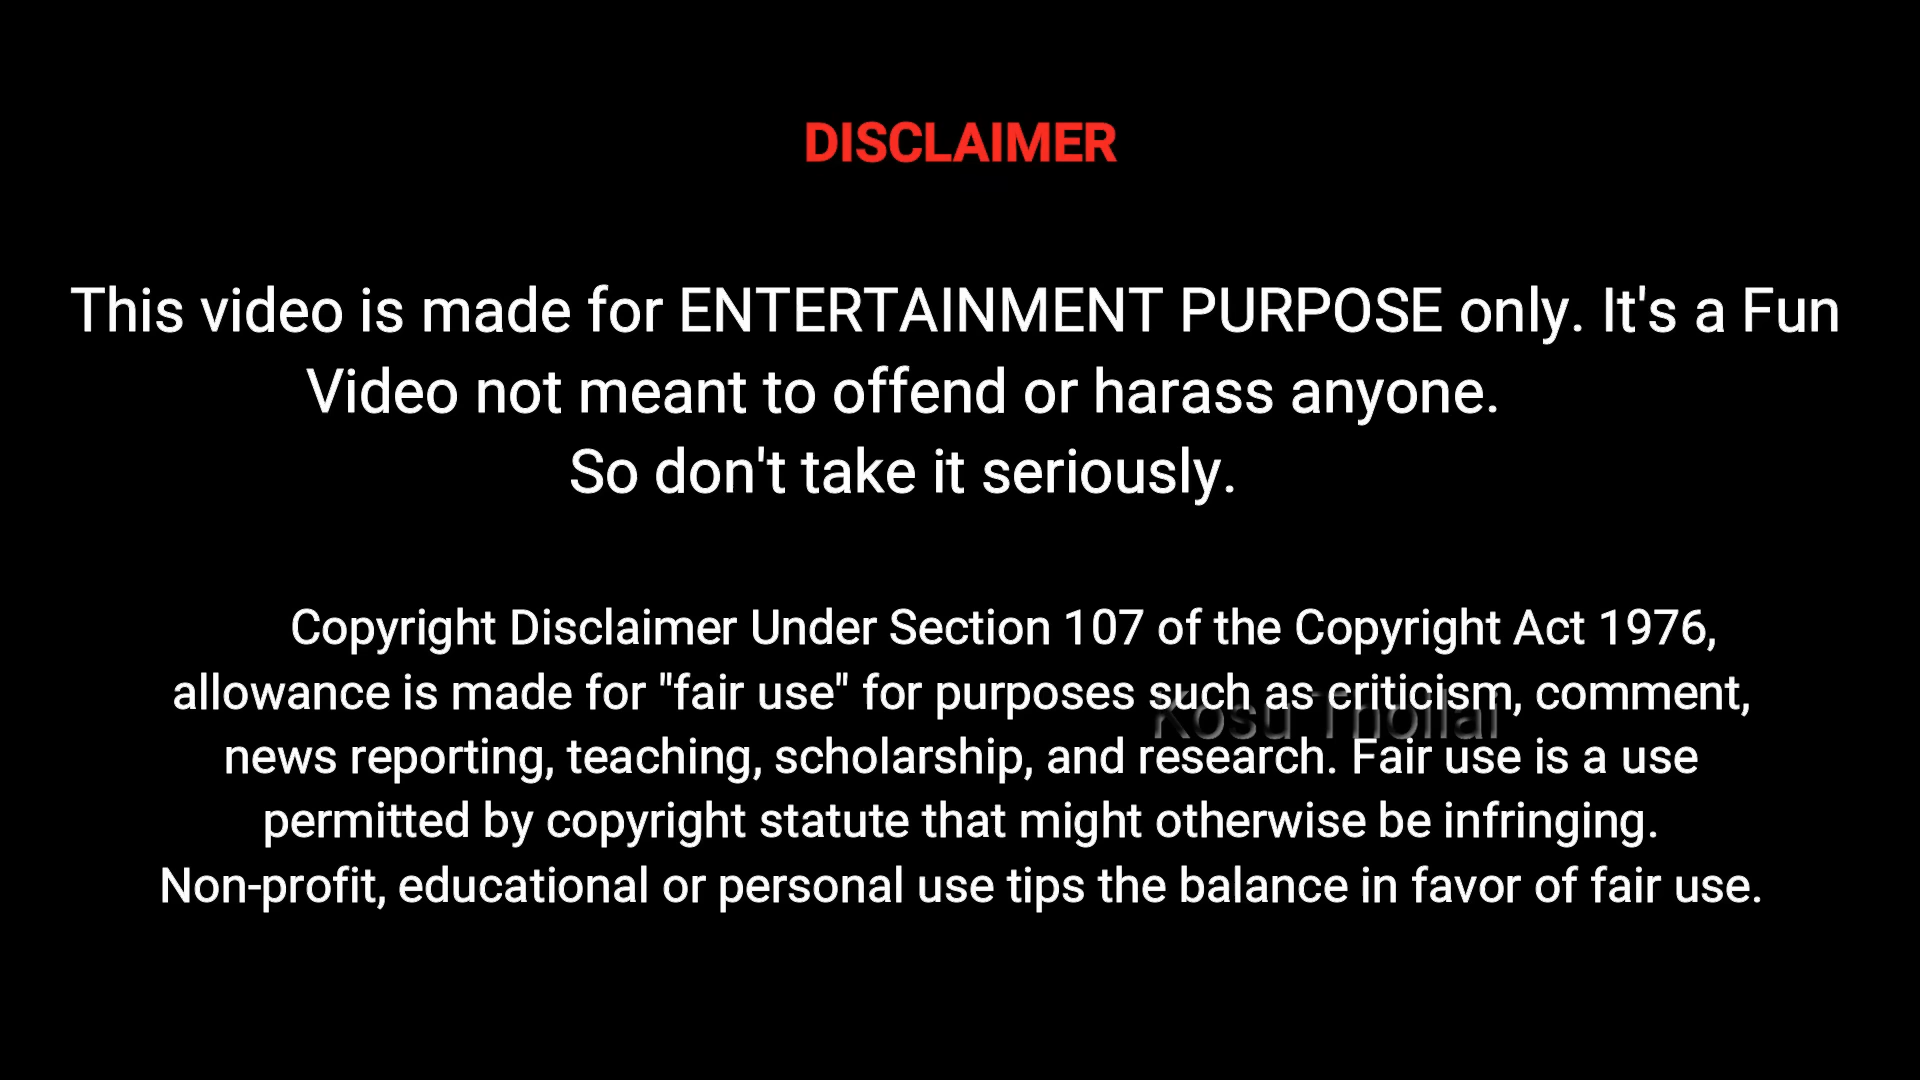 DISCLAIMER
This video is made for ENTERTAINMENT PURPOSE only. It's a Fun
Video not meant to offend or harass anyone.
So don't take it seriously.
Copyright Disclaimer Under Section 107 of the Copyright Act 1976,
allowance is made for "fair use" for purposes such as criticism, comment,
Kosu Thollai
news reporting, teaching, scholarship, and research. Fair use is a use
permitted by copyright statute that might otherwise be infringing.
Non-profit, educational or personal use tips the balance in favor of fair use.